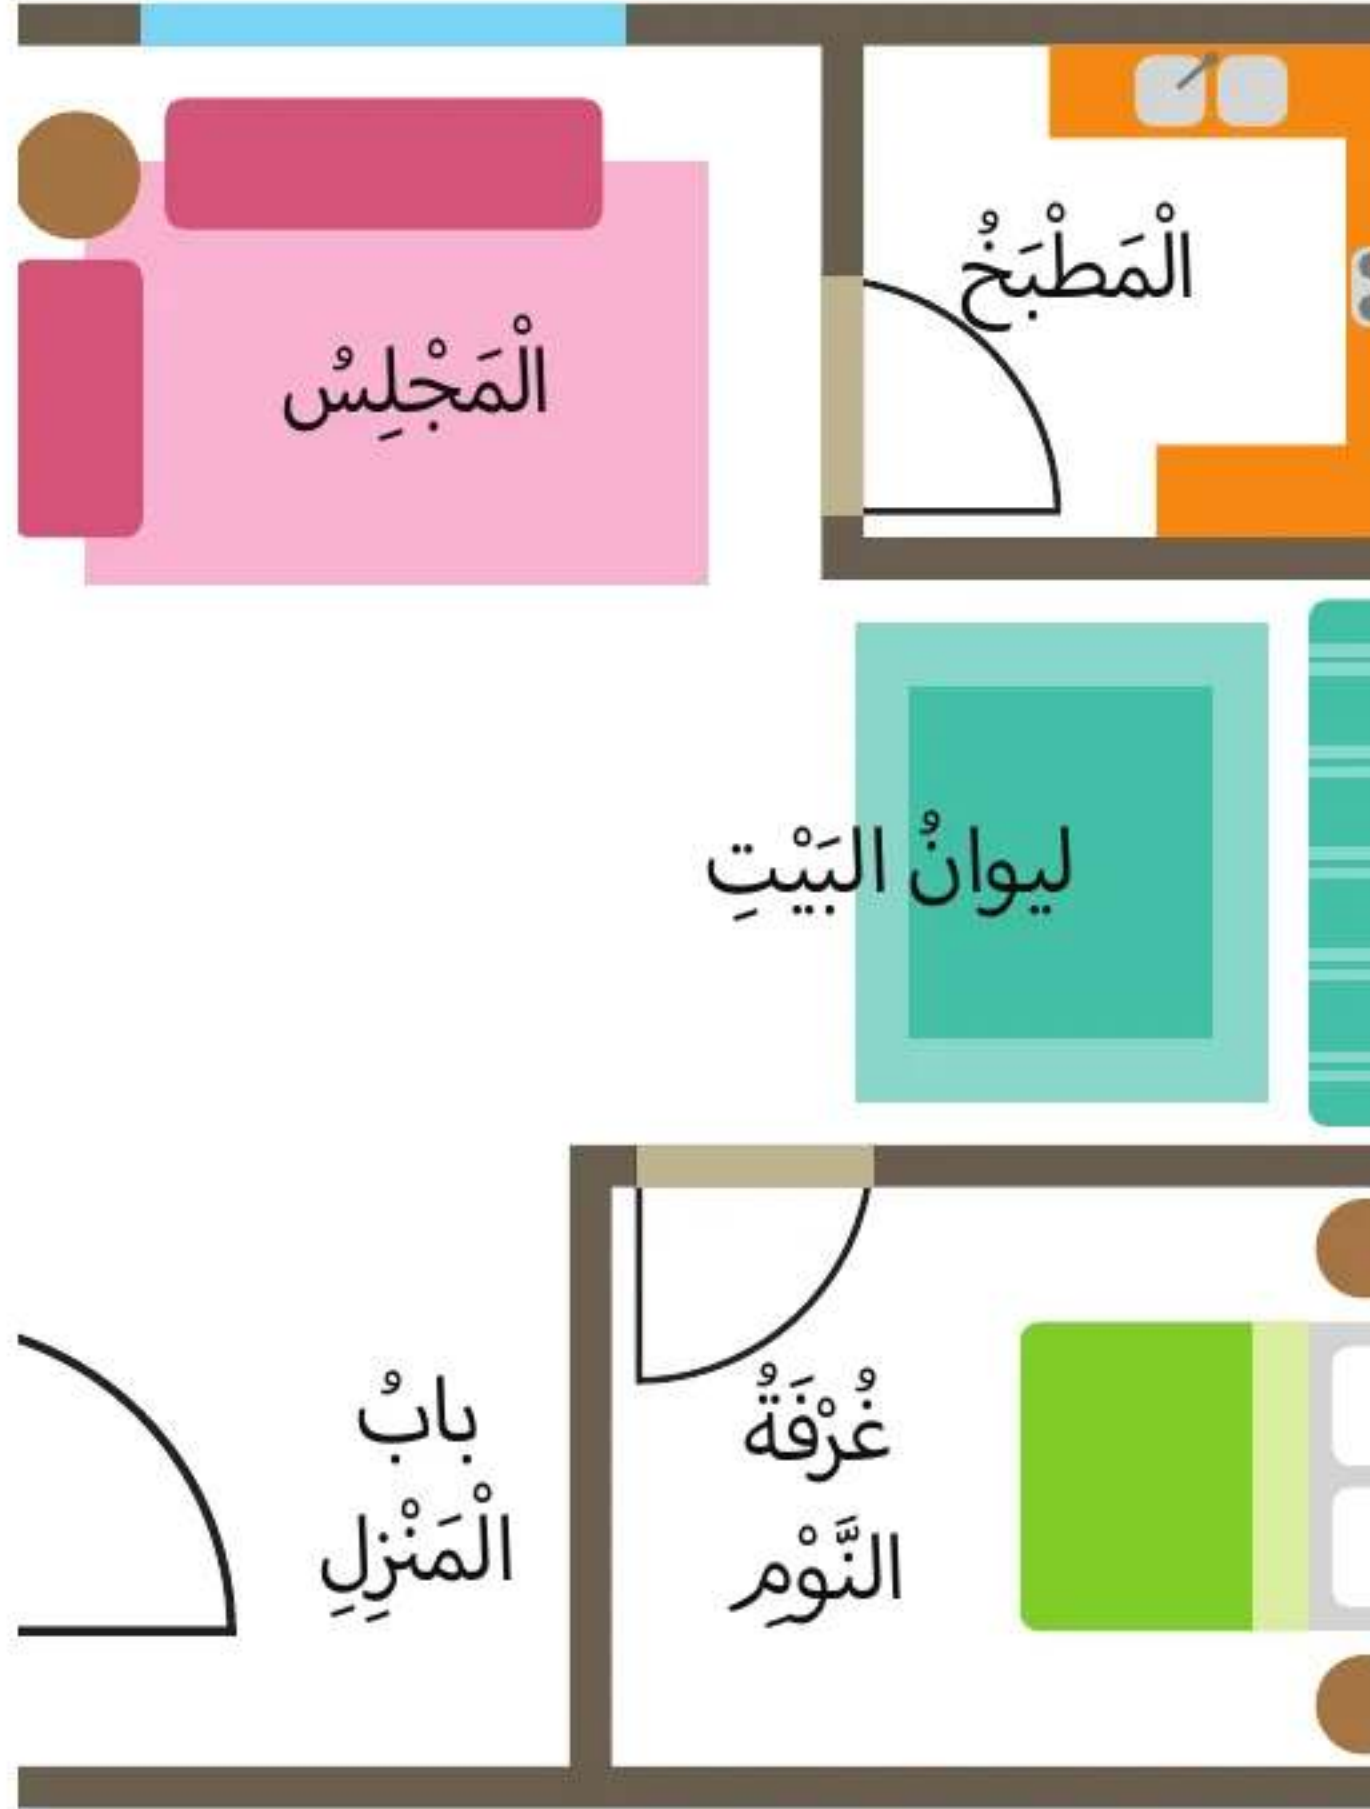 الْمَطْبَخُ
الْمَجْلِسُ
ليوانُ البَيْتِ
بابُ
الْمَنْزِلِ
غُرْفَةُ
النَّوْمِ